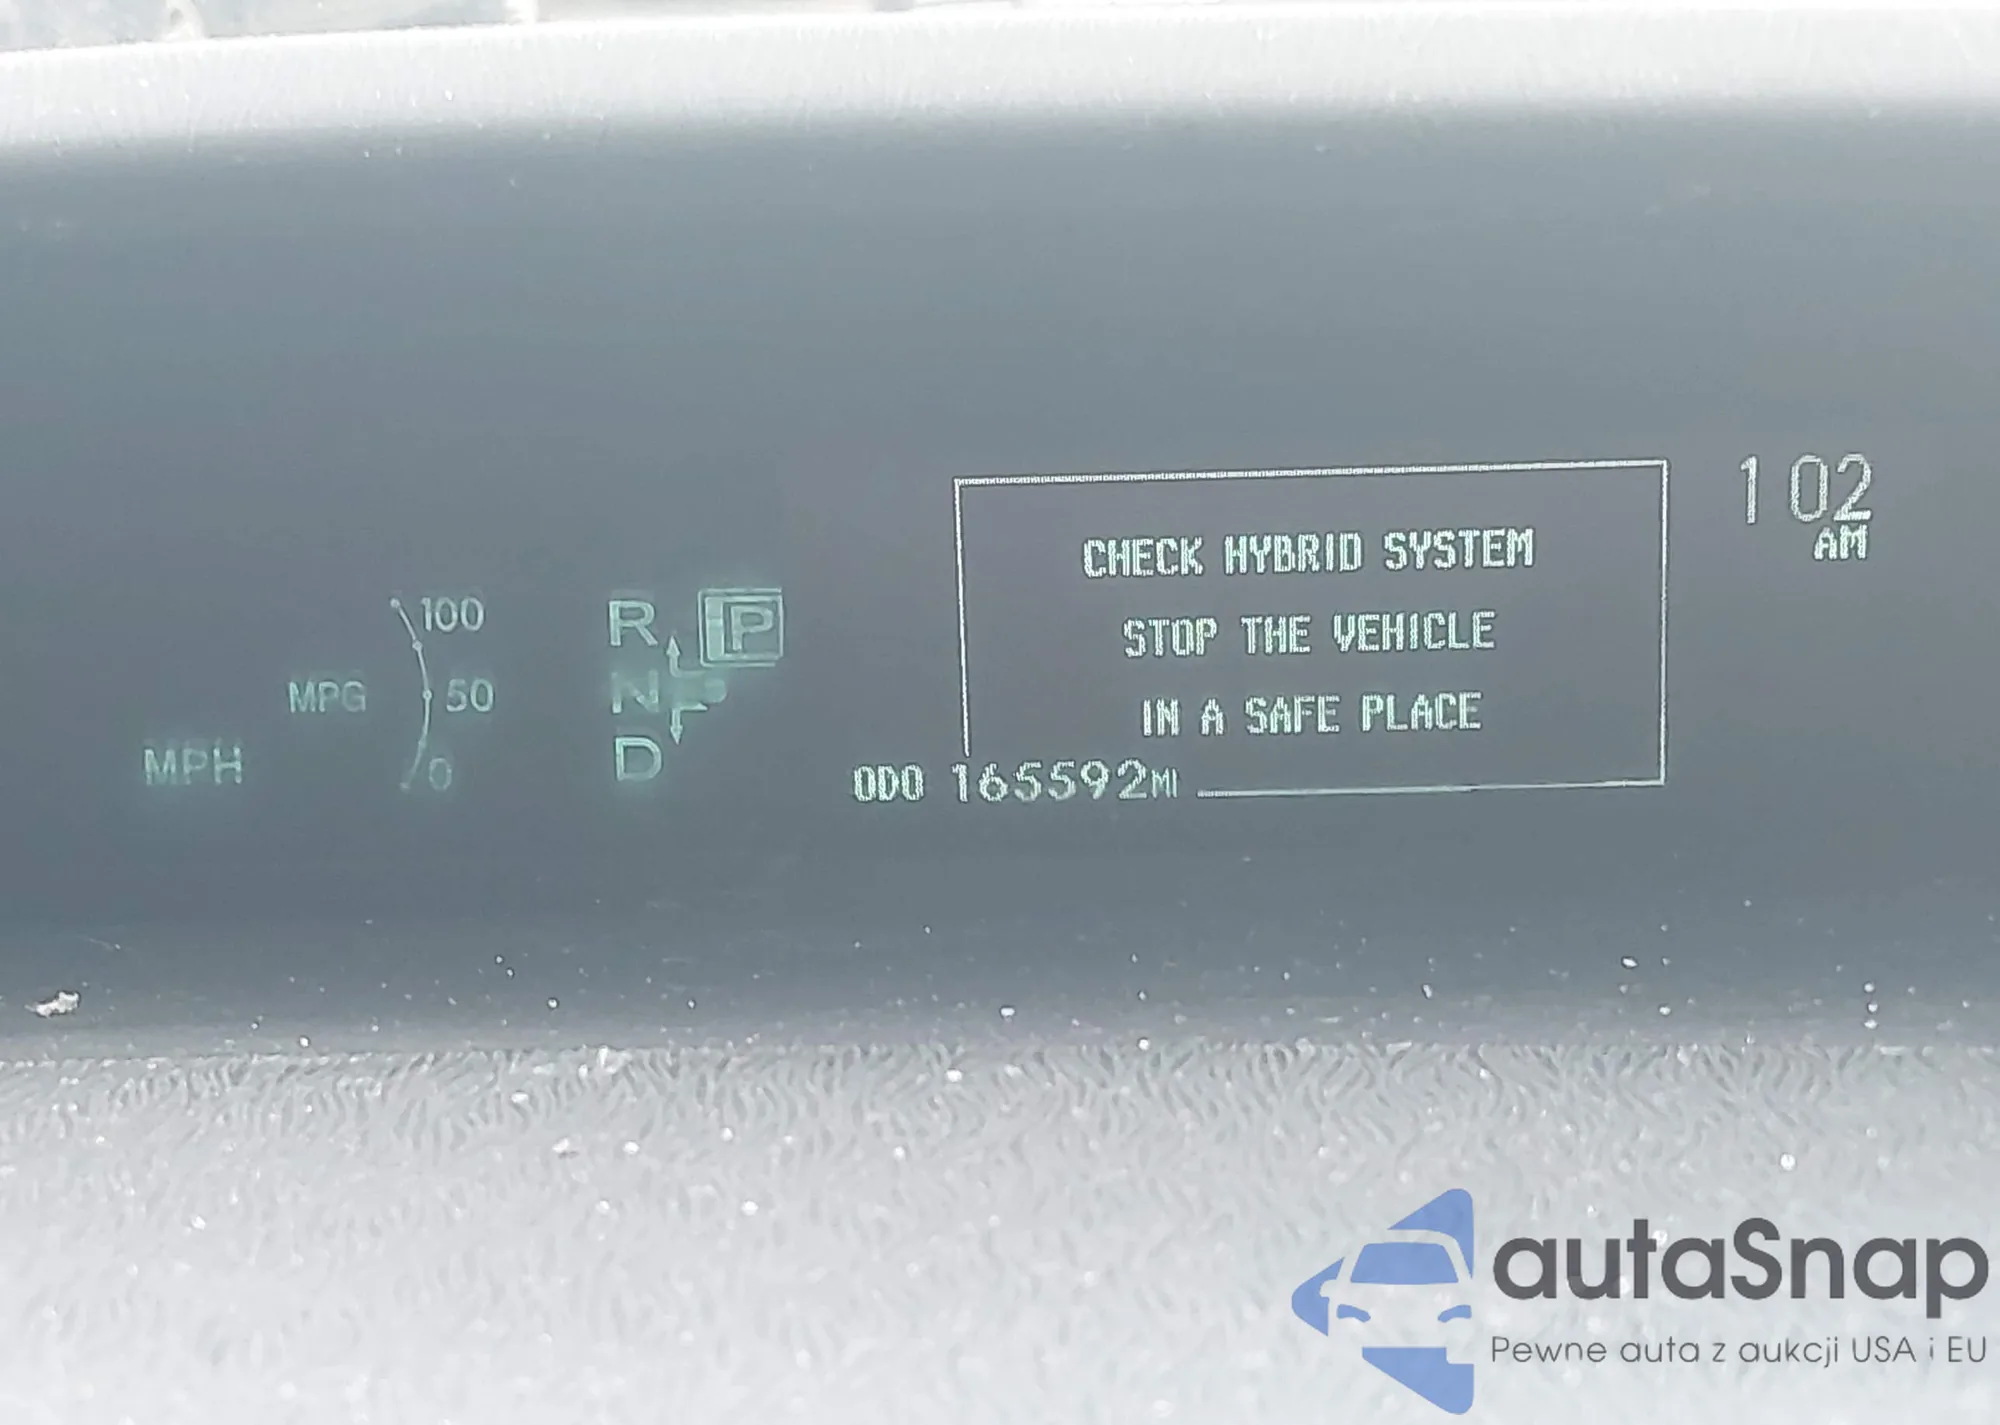 CHECK HYBRID SYSTEM
STOP THE VEHICLE
IN A SAFE PLACE
1 02
AM
100
MPG 50
0
MPH
R P
N
D
ODO 165592MI
autaSnap
Pewne auta z aukcji USA i EU